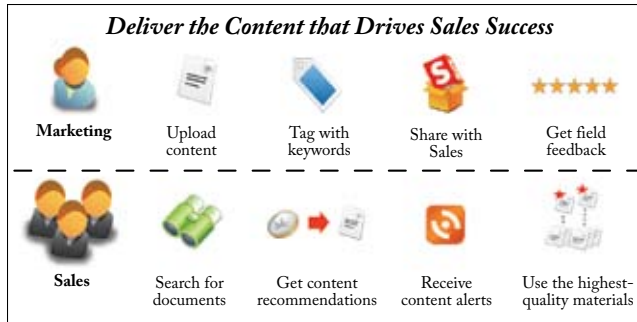 Deliver the Content that Drives Sales Success
S
Marketing
Upload
content
Tag with
keywords
Share with
Sales
Get field
feedback
Sales
Search for
documents
Get content
recommendations
Receive
content alerts
Use the highest-
quality materials